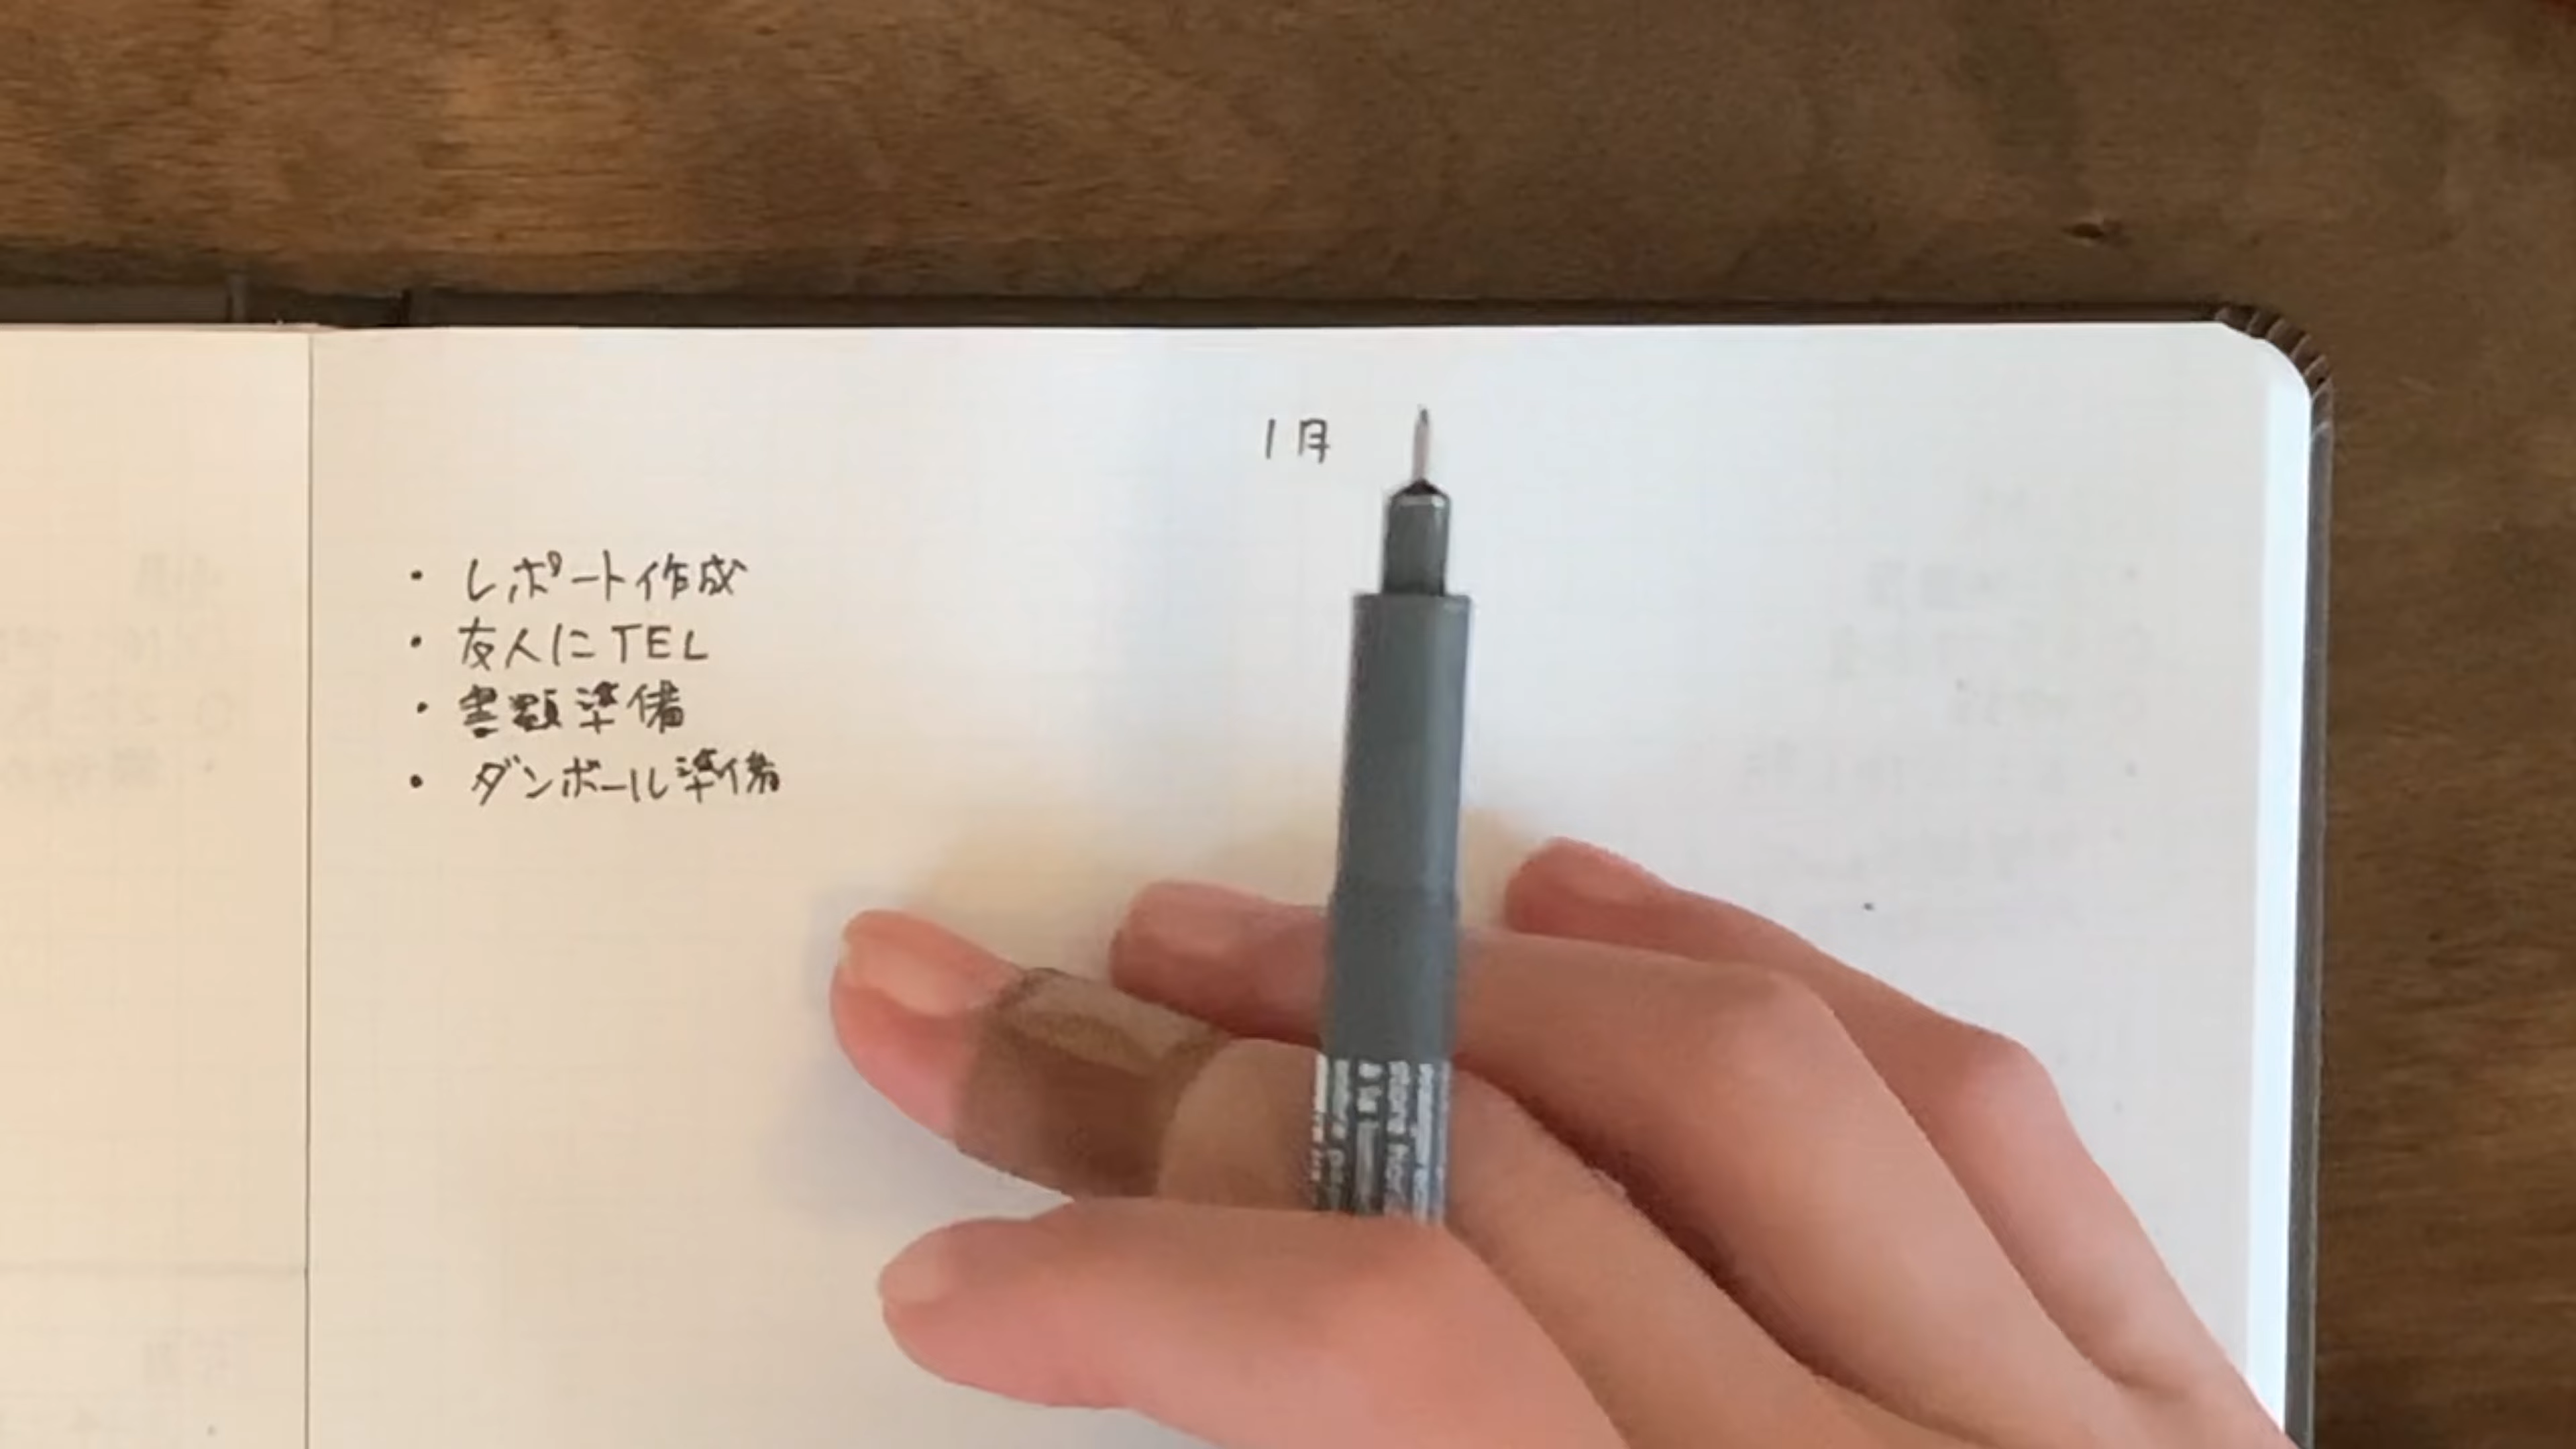 1月
・レポート作成
・友人にTEL
・書類準備
・ダンボール準備